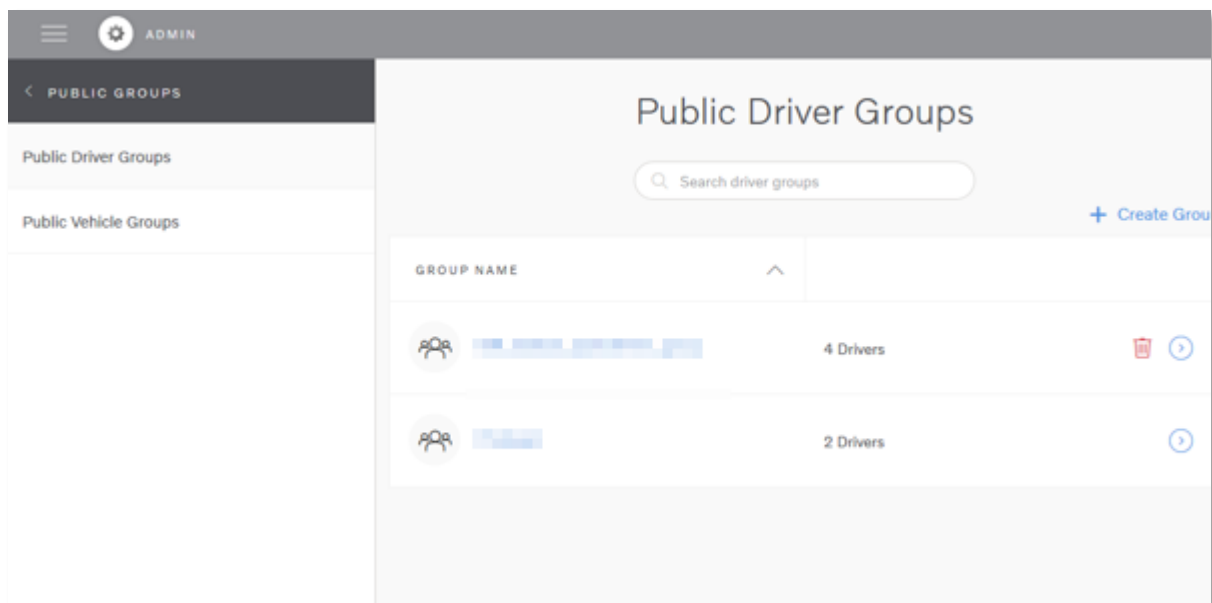 ADMIN
PUBLIC GROUPS
Public Driver Groups
Public Vehicle Groups
Public Driver Groups
Search driver groups
+ Create Grou
GROUP NAME
4 Drivers
2 Drivers